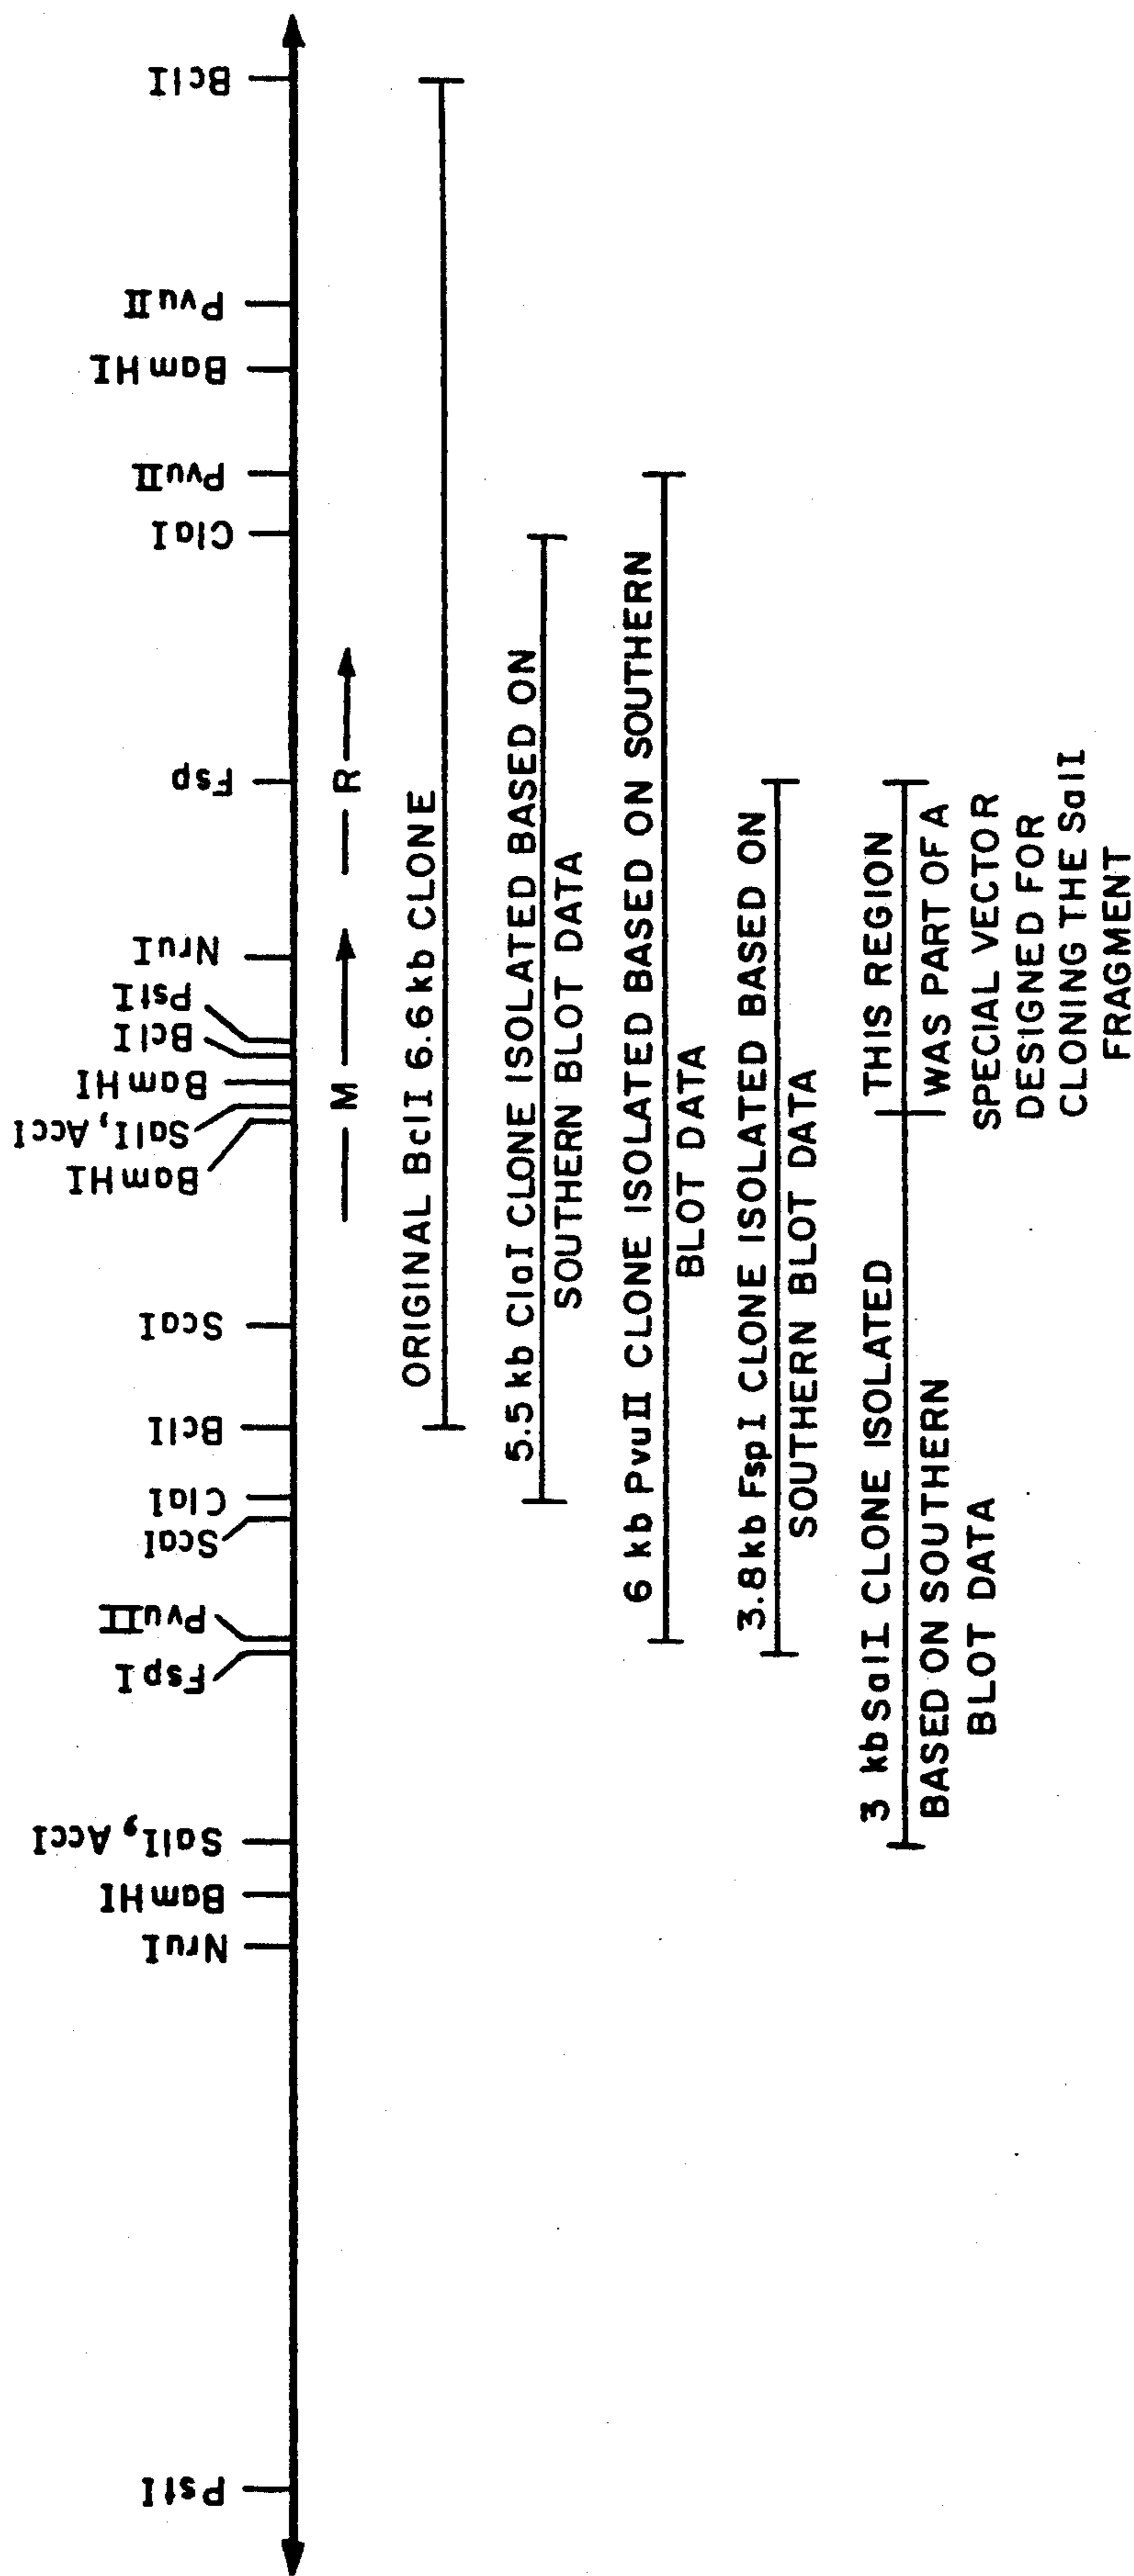 PstI
NruI
BamHI
SalI, AccI
FspI
PvuII
ScaI
ClaI
BclI
ScaI
BamHI
SalI, AccI
BamHI
BclI
PstI
NruI
Fsp
ClaI
PvuII
BamHI
PvuII
BclI
M
R
ORIGINAL BclI 6.6 kb CLONE
5.5 kb ClaI CLONE ISOLATED BASED ON
SOUTHERN BLOT DATA
6 kb PvuII CLONE ISOLATED BASED ON SOUTHERN
BLOT DATA
3.8kb FspI CLONE ISOLATED BASED ON
SOUTHERN BLOT DATA
3 kb SalI CLONE ISOLATED
BASED ON SOUTHERN
BLOT DATA
THIS REGION
WAS PART OF A
SPECIAL VECTOR
DESIGNED FOR
CLONING THE SalI
FRAGMENT